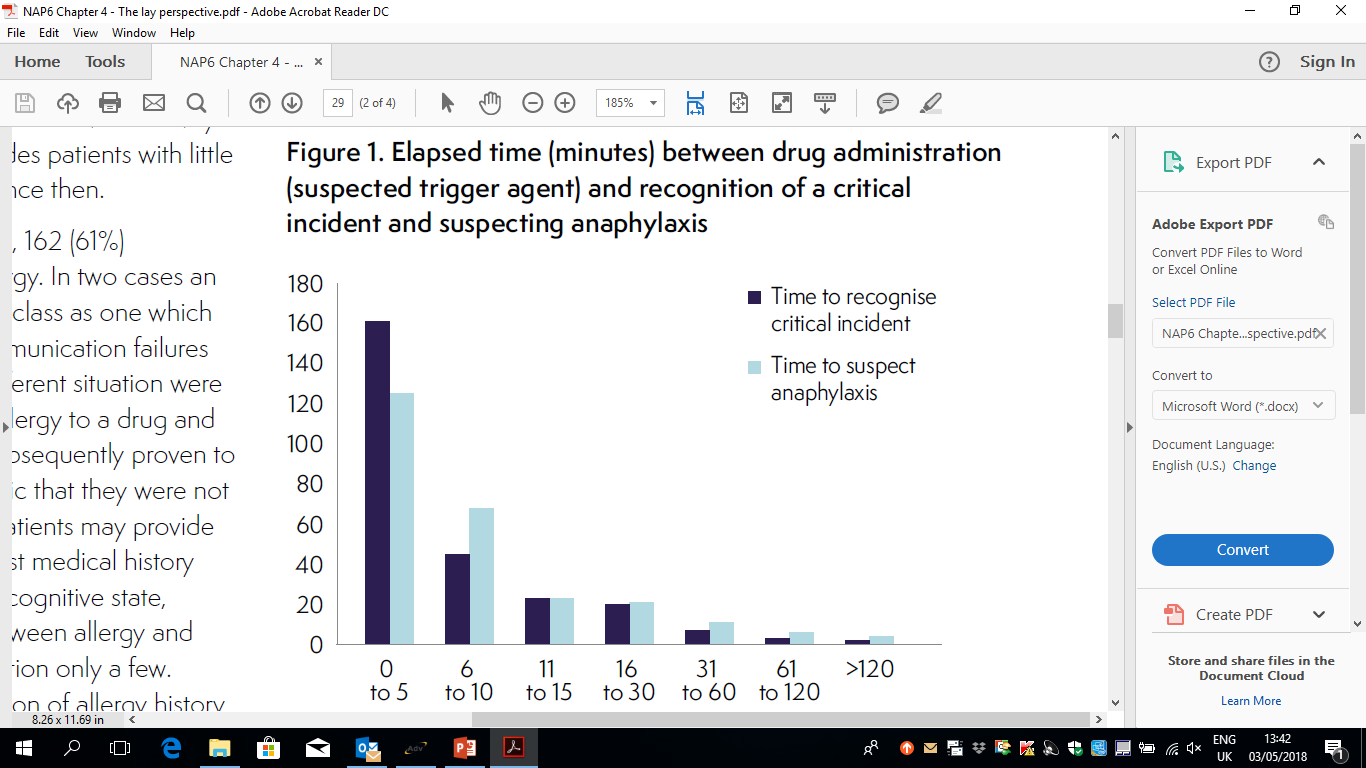 NAP6 Chapter 4 - The lay perspective.pdf - Adobe Acrobat Reader DC
File Edit View Window Help
Home Tools NAP6 Chapter 4 - ... × Sign In
29 (2 of 4) 185%
des patients with little
nce then.
, 162 (61%)
rgy. In two cases an
class as one which
munication failures
erent situation were
lergy to a drug and
bsequently proven to
ic that they were not
atients may provide
st medical history
cognitive state,
ween allergy and
tion only a few.
on of allergy history
8.26 x 11.69 in
Figure 1. Elapsed time (minutes) between drug administration
(suspected trigger agent) and recognition of a critical
incident and suspecting anaphylaxis
180
160
140
120
100
80
60
40
20
0
Time to recognise
critical incident
Time to suspect
anaphylaxis
0 6 11 16 31 61 >120
to 5 to 10 to 15 to 30 to 60 to 120
Export PDF
Adobe Export PDF
Convert PDF Files to Word
or Excel Online
Select PDF File
NAP6 Chapte...spective.pdf
Convert to
Microsoft Word (*.docx)
Document Language:
English (U.S.) Change
Convert
Create PDF
Store and share files in the
Document Cloud
Learn More
ENG 13:42
UK 03/05/2018 1